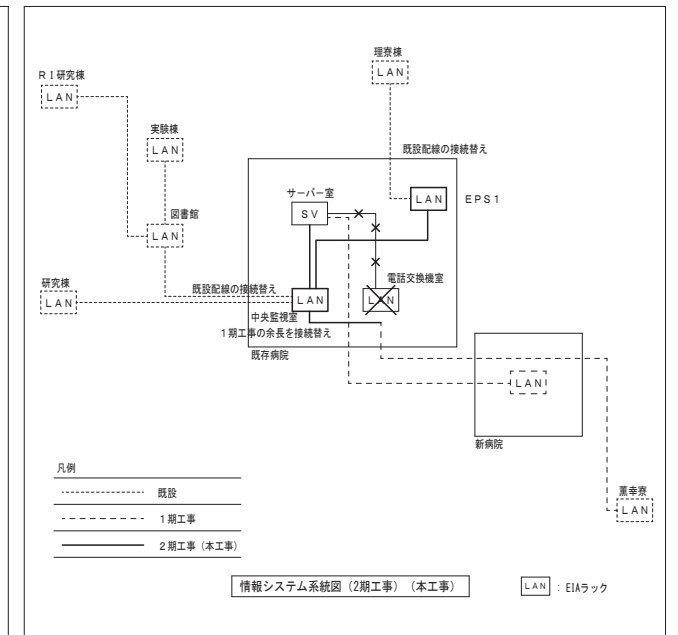 理寮棟
LAN
RI研究棟
LAN
実験棟
LAN
既設配線の接続替え
サーバー室
SV
LAN
EPS1
図書館
LAN
電話交換機室
LAN
研究棟
LAN
既設配線の接続替え
LAN
中央監視室
1期工事の余長を接続替え
既存病院
LAN
新病院
凡例
既設
1期工事
2期工事（本工事）
薫幸寮
LAN
情報システム系統図（2期工事）（本工事）
LAN : EIAラック